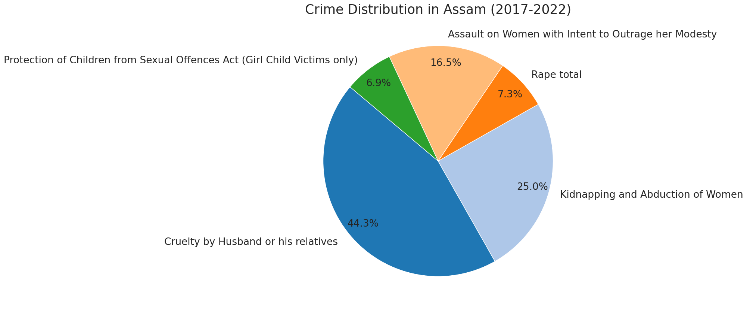 Crime Distribution in Assam (2017-2022)
Assault on Women with Intent to Outrage her Modesty
Protection of Children from Sexual Offences Act (Girl Child Victims only)
16.5%
Rape total
6.9%
7.3%
25.0%
Kidnapping and Abduction of Women
44.3%
Cruelty by Husband or his relatives